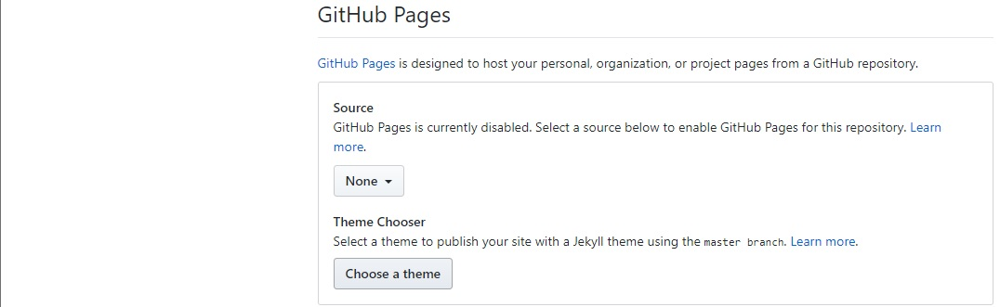 GitHub Pages
GitHub Pages is designed to host your personal, organization, or project pages from a GitHub repository.
Source
GitHub Pages is currently disabled. Select a source below to enable GitHub Pages for this repository. Learn
more.
None
Theme Chooser
Select a theme to publish your site with a Jekyll theme using the master branch. Learn more.
Choose a theme